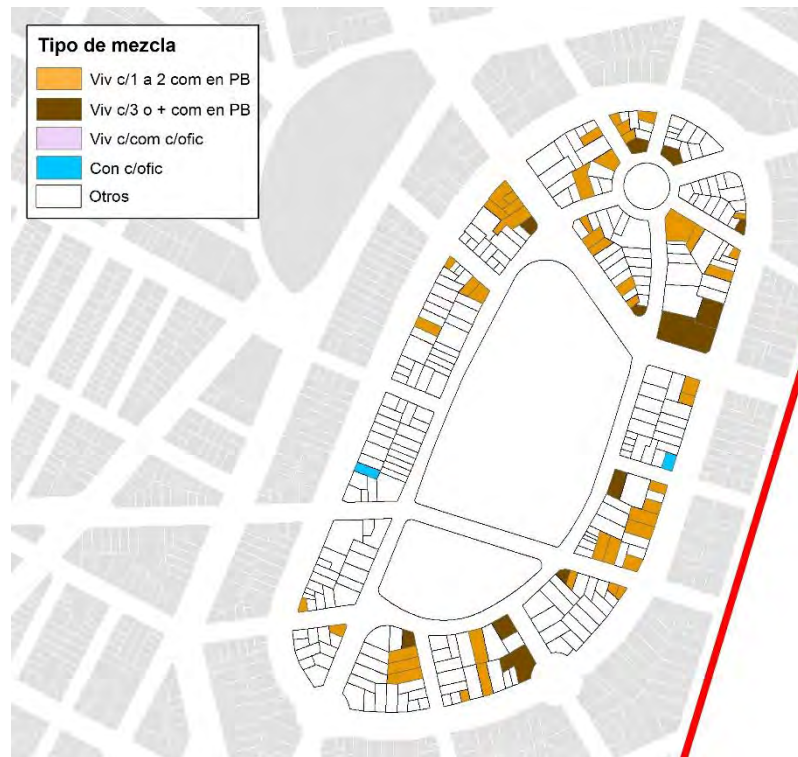 Tipo de mezcla
Viv c/1 a 2 com en PB
Viv c/3 o + com en PB
Viv c/com c/ofic
Con c/ofic
Otros